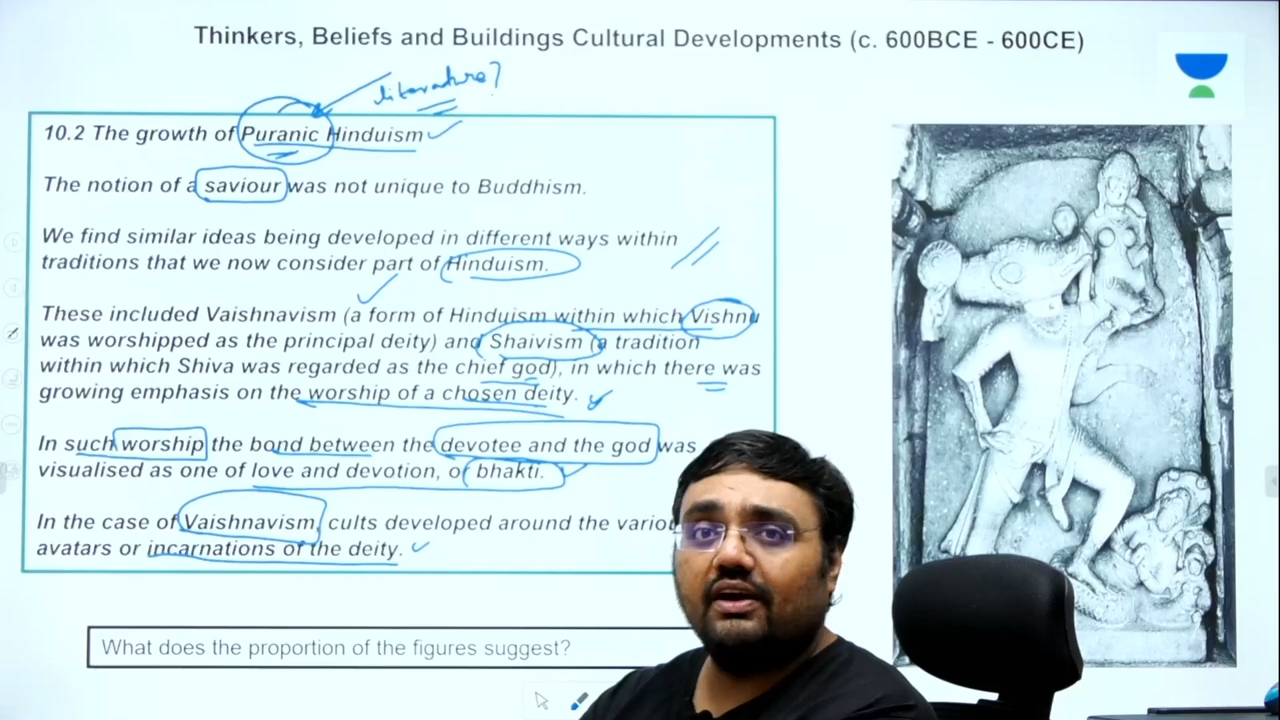 Thinkers, Beliefs and Buildings Cultural Developments (c. 600BCE - 600CE)
literature?
10.2 The growth of Puranic Hinduism
The notion of a saviour was not unique to Buddhism.
We find similar ideas being developed in different ways within
traditions that we now consider part of Hinduism.
These included Vaishnavism (a form of Hinduism within which Vishnu
was worshipped as the principal deity) and Shaivism (a tradition
within which Shiva was regarded as the chief god), in which there was
growing emphasis on the worship of a chosen deity.
In such worship the bond between the devotee and the god was
visualised as one of love and devotion, or bhakti.
In the case of Vaishnavism, cults developed around the
avatars or incarnations of the deity.
What does the proportion of the figures suggest?